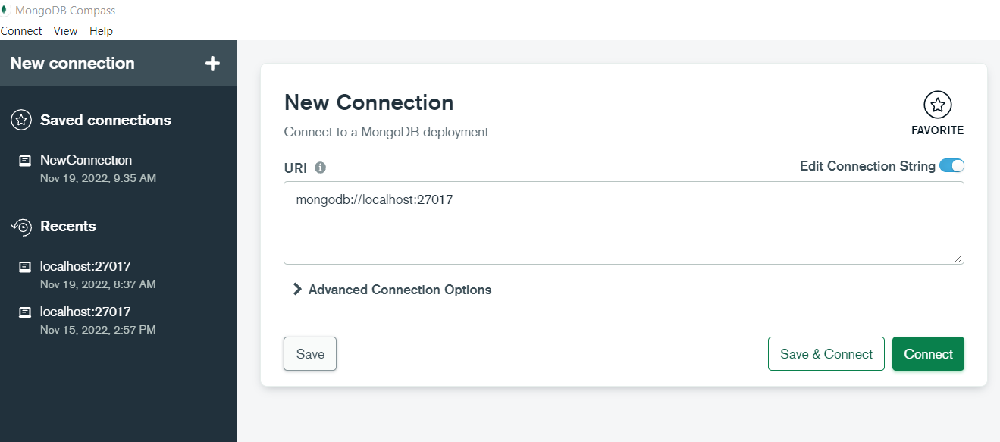 MongoDB Compass
Connect View Help
New connection
Saved connections
NewConnection
Nov 19, 2022, 9:35 AM
Recents
localhost:27017
Nov 19, 2022, 8:37 AM
localhost:27017
Nov 15, 2022, 2:57 PM
New Connection
Connect to a MongoDB deployment
FAVORITE
URI
Edit Connection String
mongodb://localhost:27017
Advanced Connection Options
Save
Save & Connect
Connect